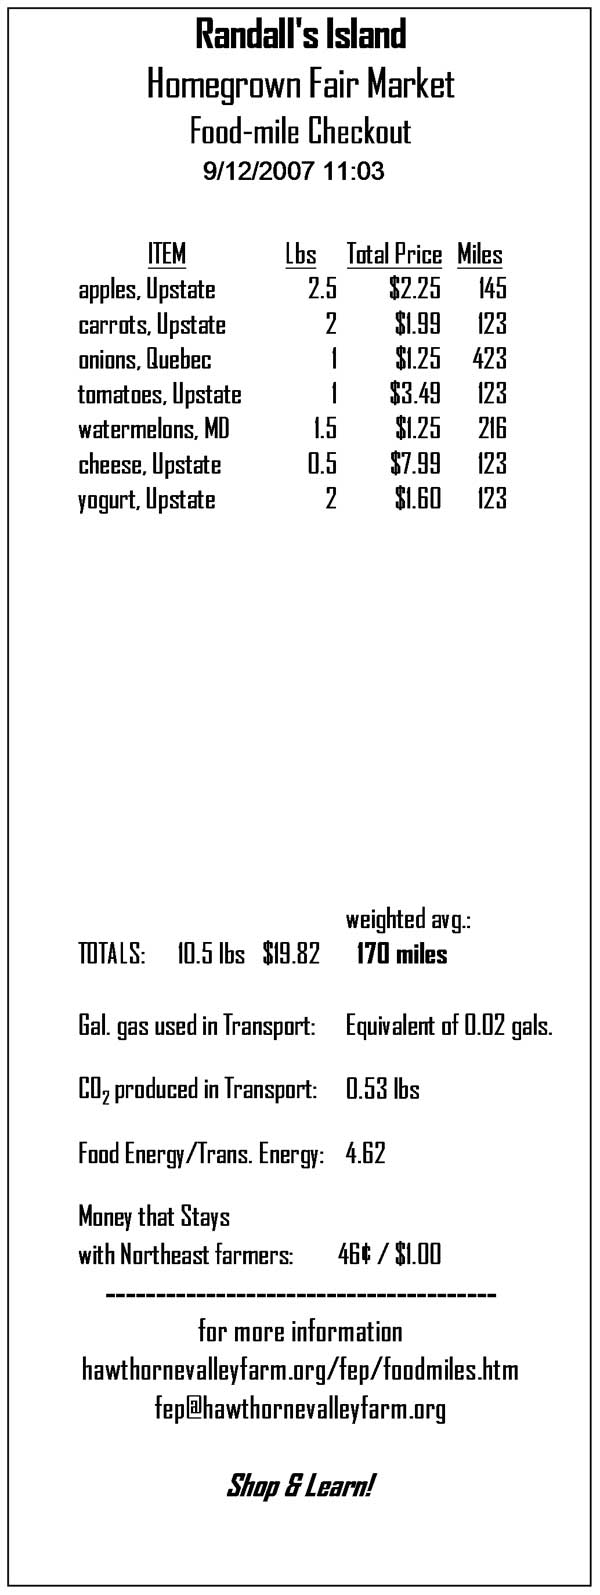 Randall's Island
Homegrown Fair Market
Food-mile Checkout
9/12/2007 11:03
ITEM Lbs Total Price Miles
apples, Upstate 2.5 $2.25 145
carrots, Upstate 2 $1.99 123
onions, Quebec 1 $1.25 423
tomatoes, Upstate 1 $3.49 123
watermelons, MD 1.5 $1.25 216
cheese, Upstate 0.5 $7.99 123
yogurt, Upstate 2 $1.60 123
weighted avg.:
TOTALS: 10.5 lbs $19.82 170 miles
Gal. gas used in Transport: Equivalent of 0.02 gals.
CO₂ produced in Transport: 0.53 lbs
Food Energy/Trans. Energy: 4.62
Money that Stays
with Northeast farmers: 46¢ / $1.00
---------------------------------------
for more information
hawthornevalleyfarm.org/fep/foodmiles.htm
fep@hawthornevalleyfarm.org
Shop & Learn!